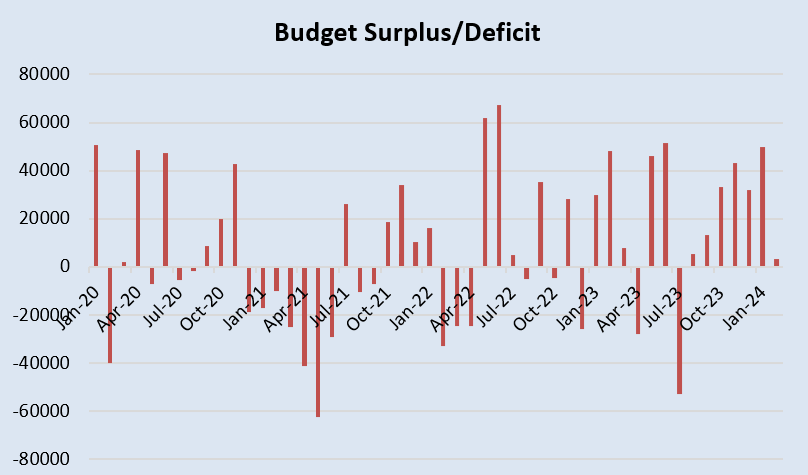 Budget Surplus/Deficit
80000
60000
40000
20000
0
-20000
-40000
-60000
-80000
Jan-20
Apr-20
Jul-20
Oct-20
Jan-21
Apr-21
Jul-21
Oct-21
Jan-22
Apr-22
Jul-22
Oct-22
Jan-23
Apr-23
Jul-23
Oct-23
Jan-24